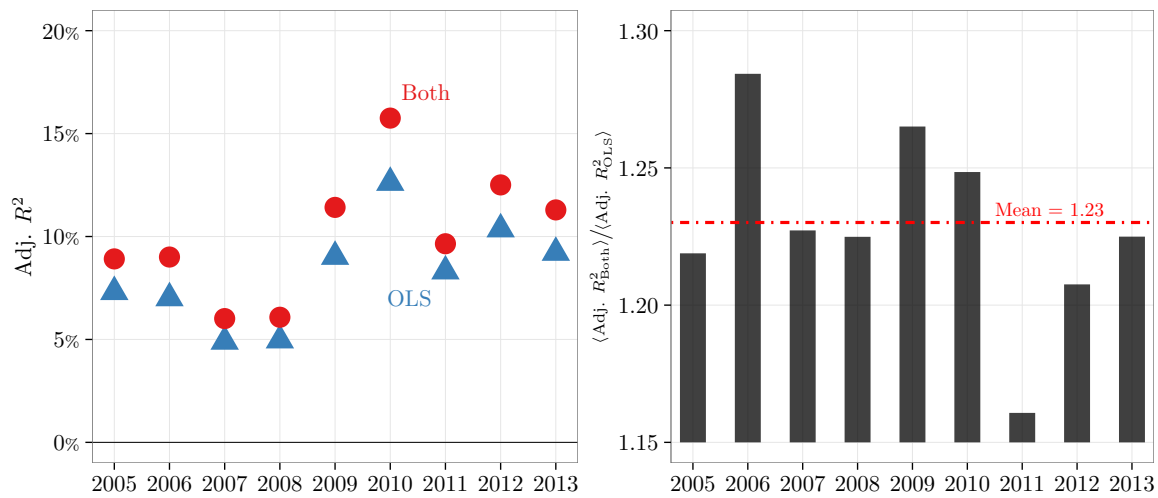 20%
15%
10%
5%
0%
Adj. R²
Both
OLS
2005 2006 2007 2008 2009 2010 2011 2012 2013
1.30
1.25
1.20
1.15
⟨Adj. R²_Both⟩/⟨Adj. R²_OLS⟩
Mean = 1.23
2005 2006 2007 2008 2009 2010 2011 2012 2013